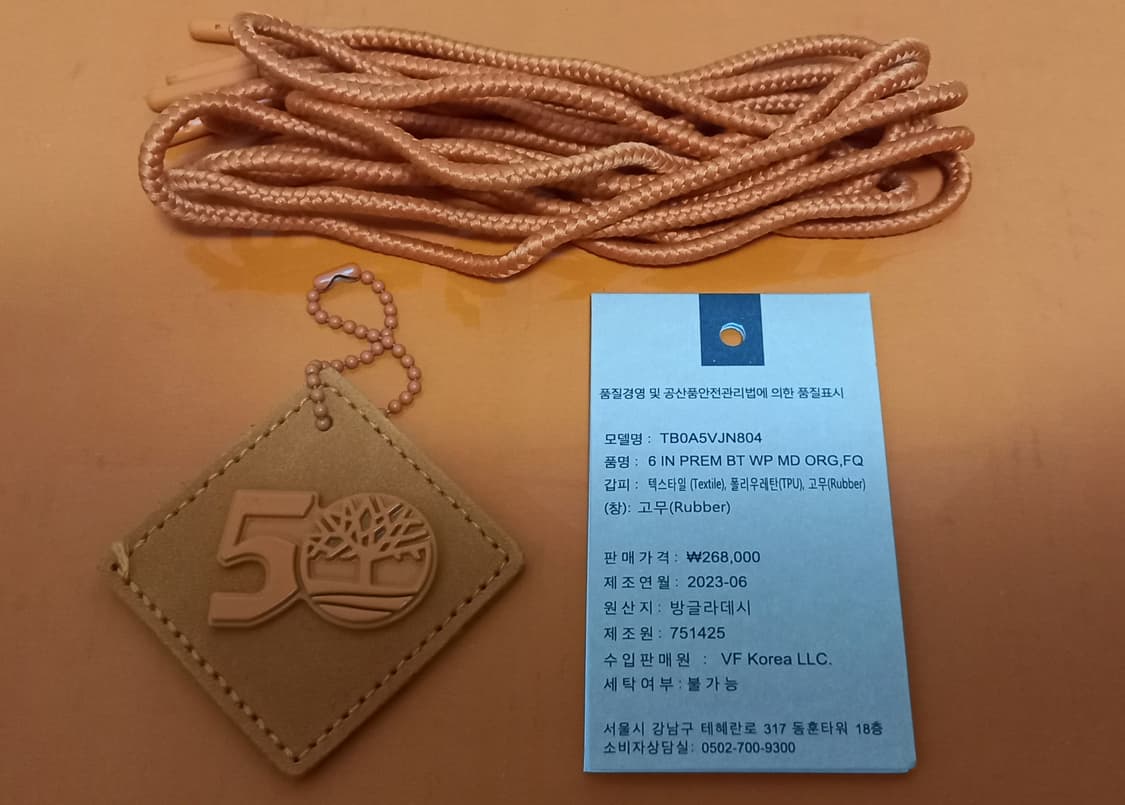 50
품질경영 및 공산품안전관리법에 의한 품질표시
모델명 : TB0A5VJN804
품명 : 6 IN PREM BT WP MD ORG,FQ
갑피 : 텍스타일 (Textile), 폴리우레탄(TPU), 고무(Rubber)
(창): 고무(Rubber)
판매가격 : ₩268,000
제조연월 : 2023-06
원산지 : 방글라데시
제조원 : 751425
수입판매원 : VF Korea LLC.
세탁여부 : 불가능
서울시 강남구 테헤란로 317 동훈타워 18층
소비자상담실: 0502-700-9300